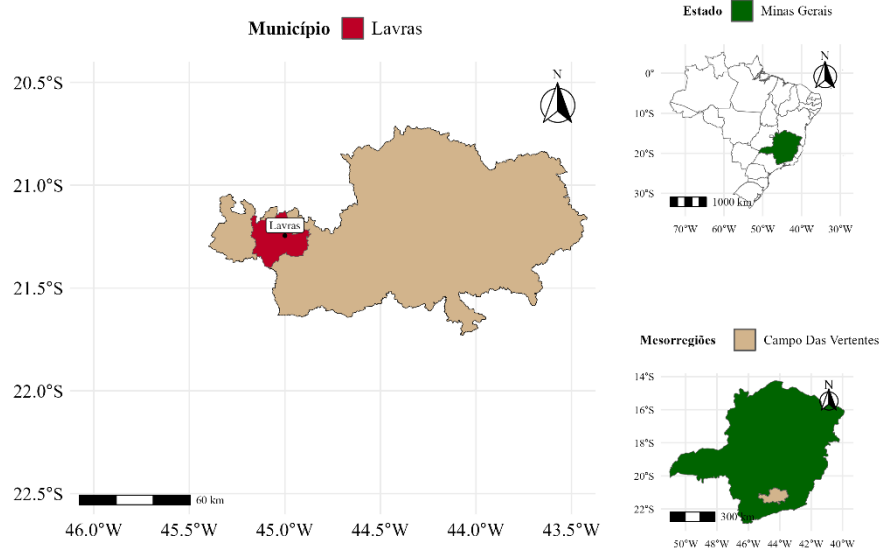 Município Lavras
N
20.5°S
21.0°S
21.5°S
22.0°S
22.5°S
Lavras
60 km
46.0°W 45.5°W 45.0°W 44.5°W 44.0°W 43.5°W
Estado Minas Gerais
N
0°
10°S
20°S
30°S
1000 km
70°W 60°W 50°W 40°W 30°W
Mesorregiões Campo Das Vertentes
N
14°S
16°S
18°S
20°S
22°S
300 km
50°W 48°W 46°W 44°W 42°W 40°W